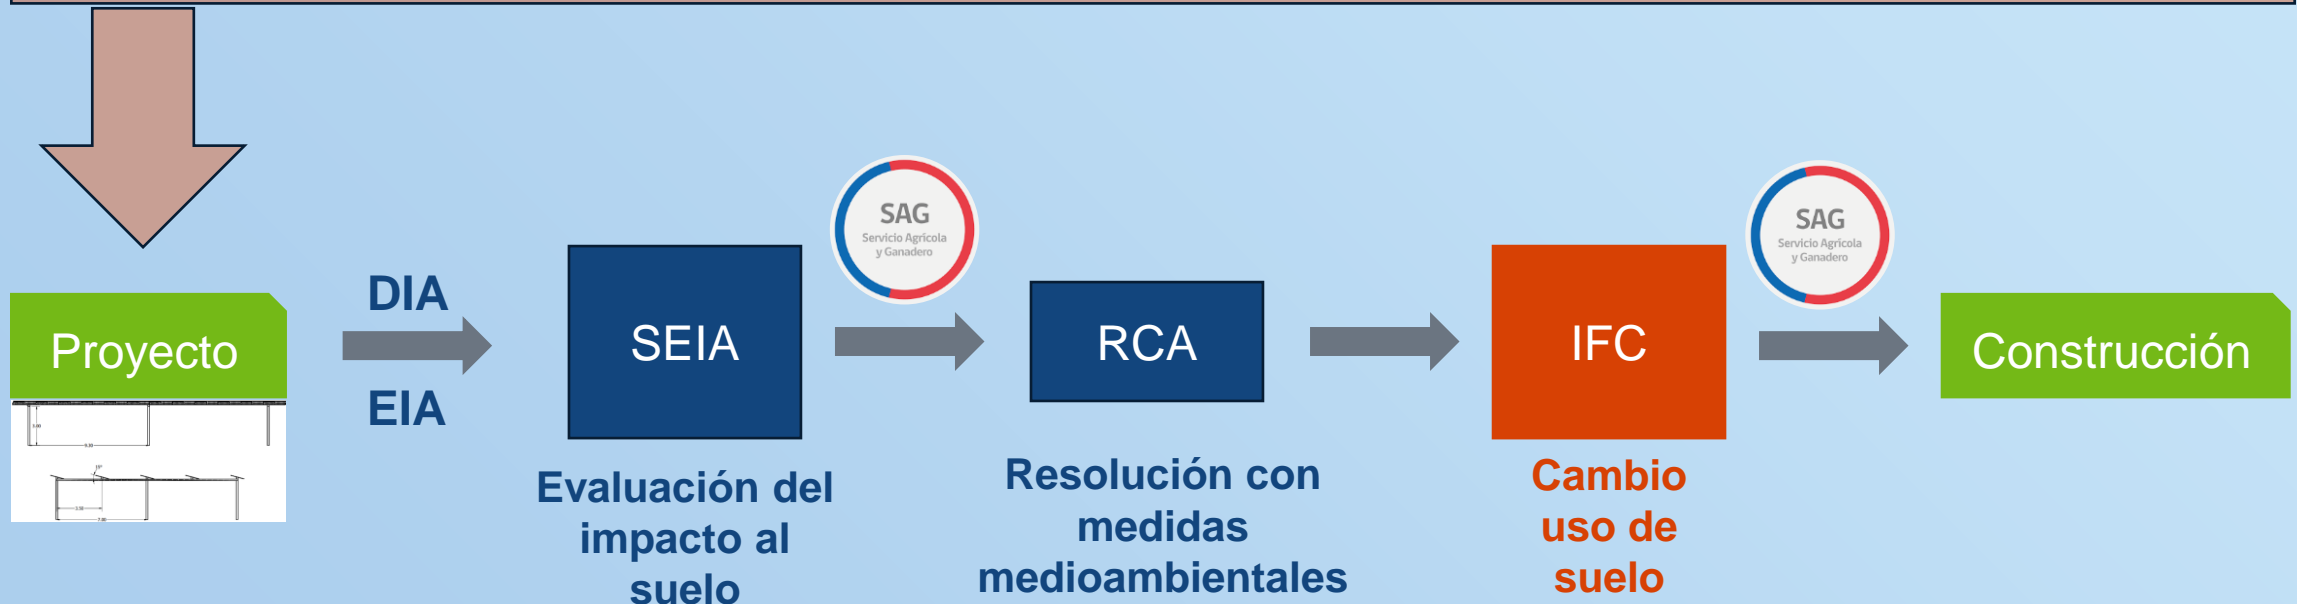 SAG
Servicio Agrícola
y Ganadero
SAG
Servicio Agrícola
y Ganadero
Proyecto
DIA
EIA
SEIA
RCA
IFC
Construcción
Evaluación del
impacto al
suelo
Resolución con
medidas
medioambientales
Cambio
uso de
suelo